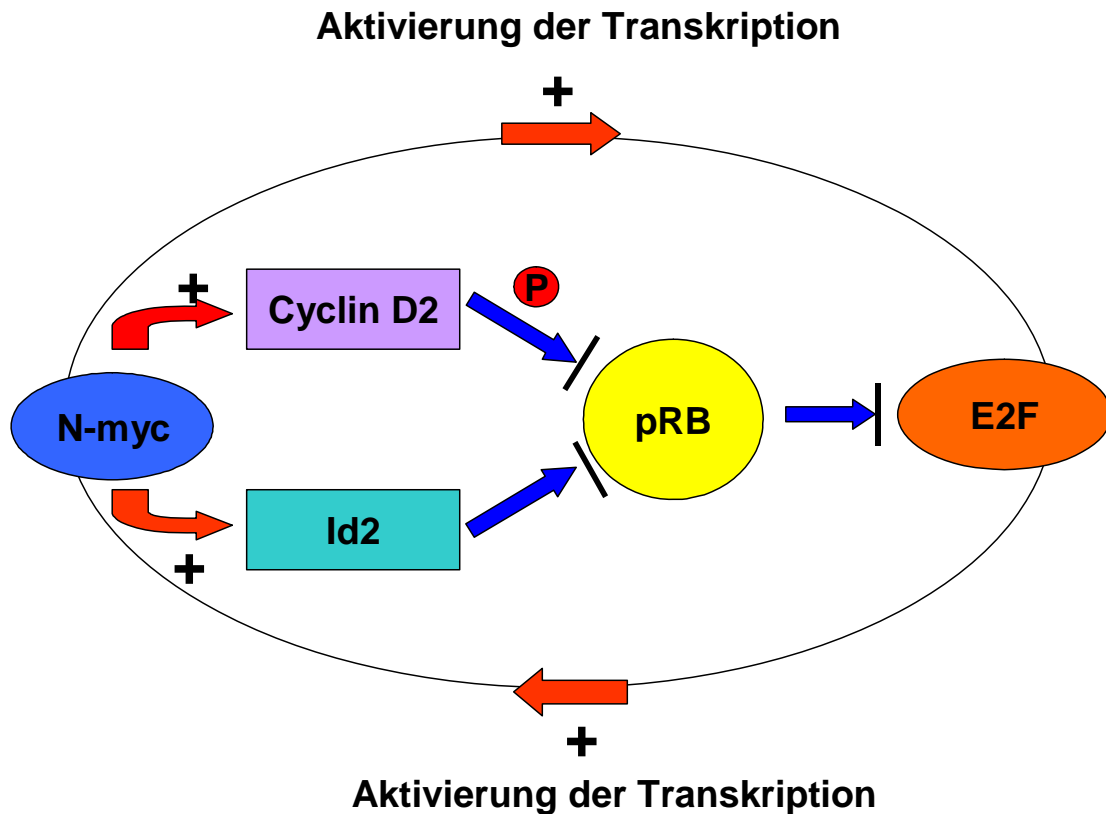 Aktivierung der Transkription
+
+
Cyclin D2
P
N-myc
pRB
E2F
Id2
+
+
Aktivierung der Transkription